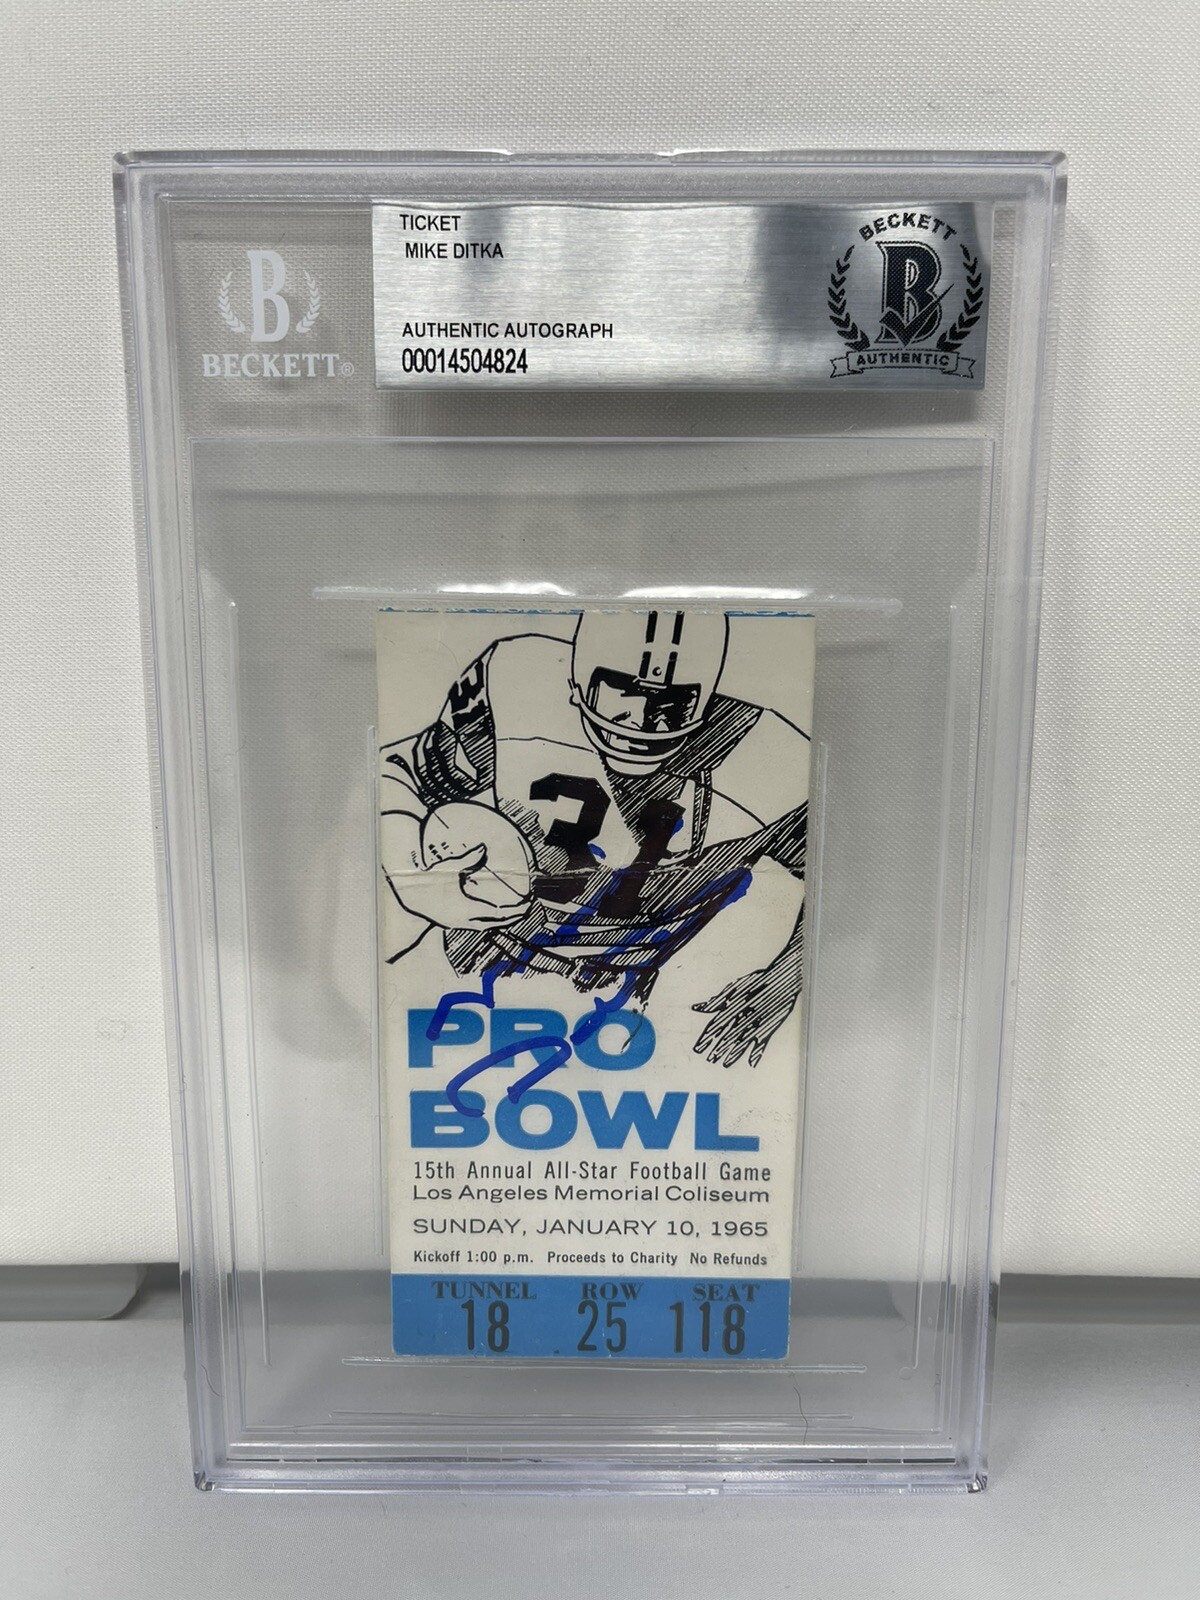 TICKET
MIKE DITKA
AUTHENTIC AUTOGRAPH
00014504824
BECKETT
B
AUTHENTIC
B
BECKETT®
31
PRO
BOWL
15th Annual All-Star Football Game
Los Angeles Memorial Coliseum
SUNDAY, JANUARY 10, 1965
Kickoff 1:00 p.m. Proceeds to Charity No Refunds
TUNNEL ROW SEAT
18 25 118